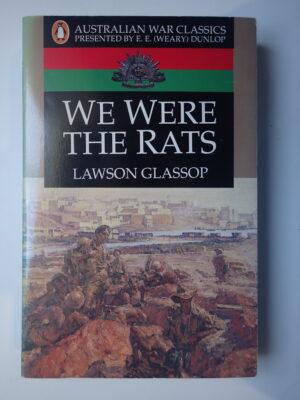 AUSTRALIAN WAR CLASSICS
PRESENTED BY E. E. (WEARY) DUNLOP
WE WERE
THE RATS
LAWSON GLASSOP